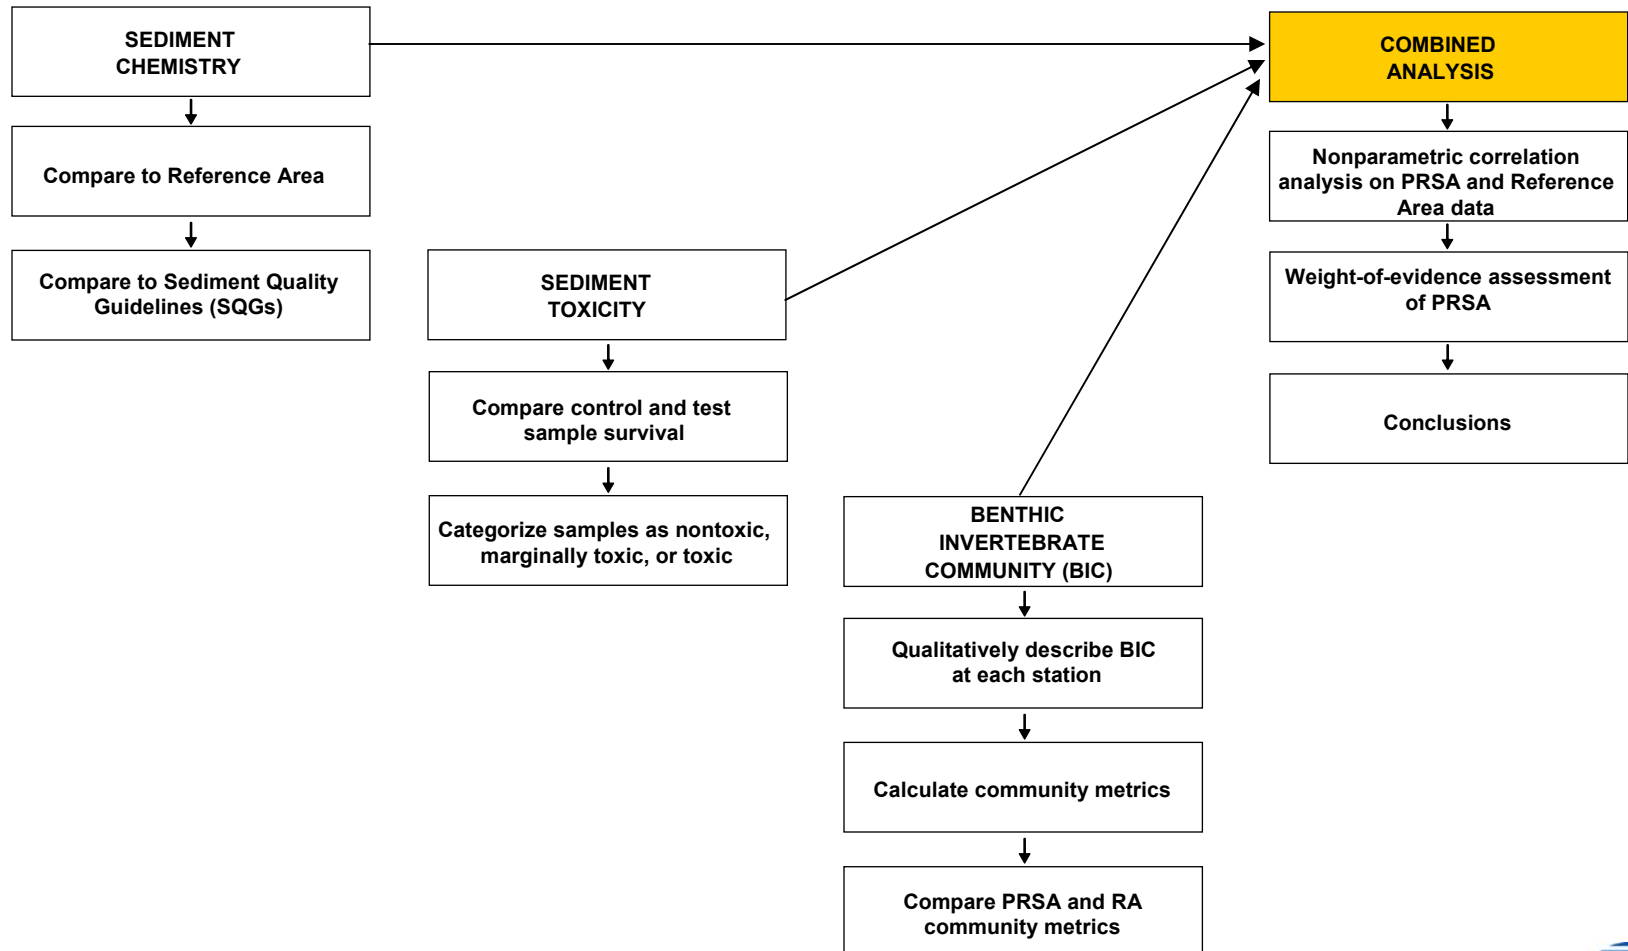 SEDIMENT
CHEMISTRY
Compare to Reference Area
Compare to Sediment Quality
Guidelines (SQGs)
SEDIMENT
TOXICITY
Compare control and test
sample survival
Categorize samples as nontoxic,
marginally toxic, or toxic
BENTHIC
INVERTEBRATE
COMMUNITY (BIC)
Qualitatively describe BIC
at each station
Calculate community metrics
Compare PRSA and RA
community metrics
COMBINED
ANALYSIS
Nonparametric correlation
analysis on PRSA and Reference
Area data
Weight-of-evidence assessment
of PRSA
Conclusions